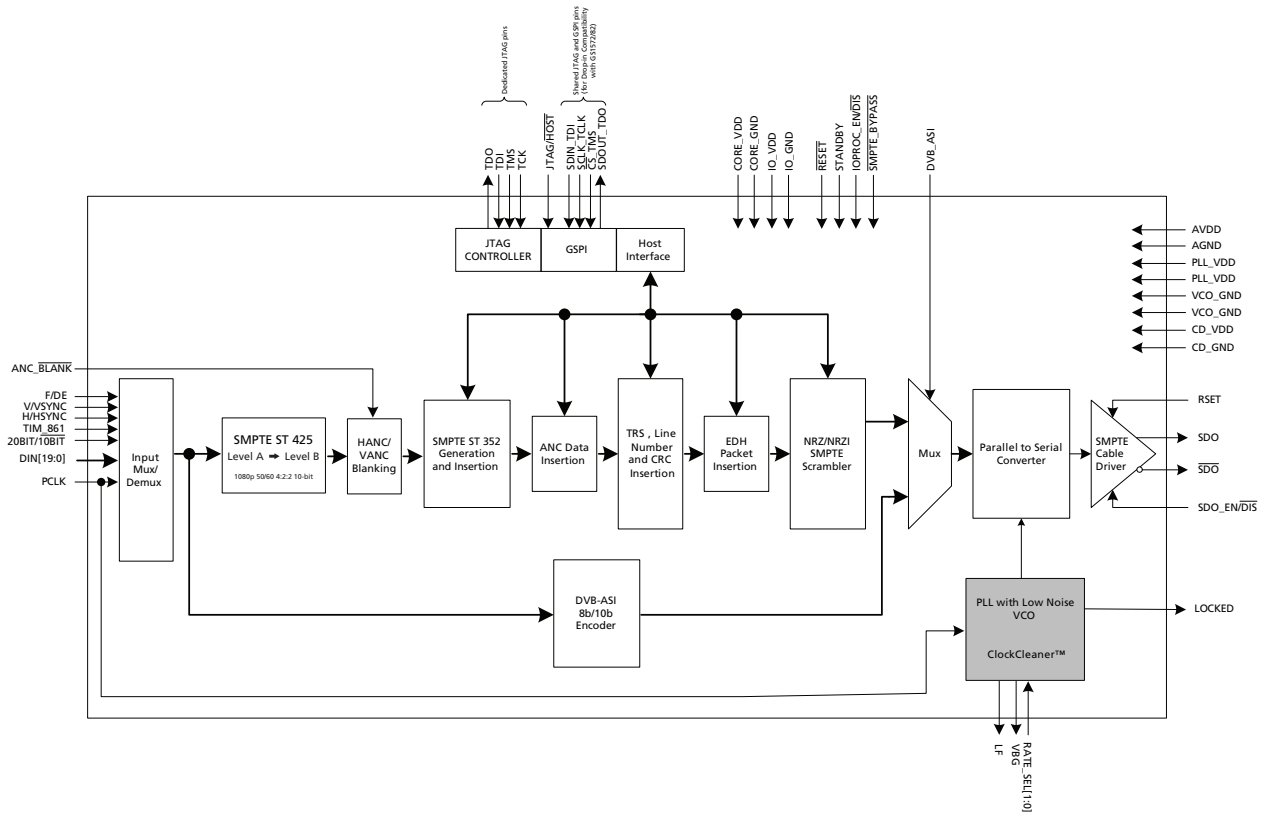 Dedicated JTAG pins
Shared JTAG and GSPI pins
(for Drop-in Compatibility
with GS1572/82)
TDO
TDI
TMS
TCK
JTAG/HOST
SDIN_TDI
SCLK_TCLK
CS_TMS
SDOUT_TDO
CORE_VDD
CORE_GND
IO_VDD
IO_GND
RESET
STANDBY
IOPROC_EN/DIS
SMPTE_BYPASS
DVB_ASI
JTAG
CONTROLLER
GSPI
Host
Interface
AVDD
AGND
PLL_VDD
PLL_VDD
VCO_GND
VCO_GND
CD_VDD
CD_GND
ANC_BLANK
F/DE
V/VSYNC
H/HSYNC
TIM_861
20BIT/10BIT
DIN[19:0]
PCLK
Input
Mux/
Demux
SMPTE ST 425
Level A ➡ Level B
1080p 50/60 4:2:2 10-bit
HANC/
VANC
Blanking
SMPTE ST 352
Generation
and Insertion
ANC Data
Insertion
TRS , Line
Number
and CRC
Insertion
EDH
Packet
Insertion
NRZ/NRZI
SMPTE
Scrambler
Mux
Parallel to Serial
Converter
SMPTE
Cable
Driver
RSET
SDO
SDO
SDO_EN/DIS
DVB-ASI
8b/10b
Encoder
PLL with Low Noise
VCO
ClockCleaner™
LOCKED
LF
VBG
RATE_SEL[1:0]